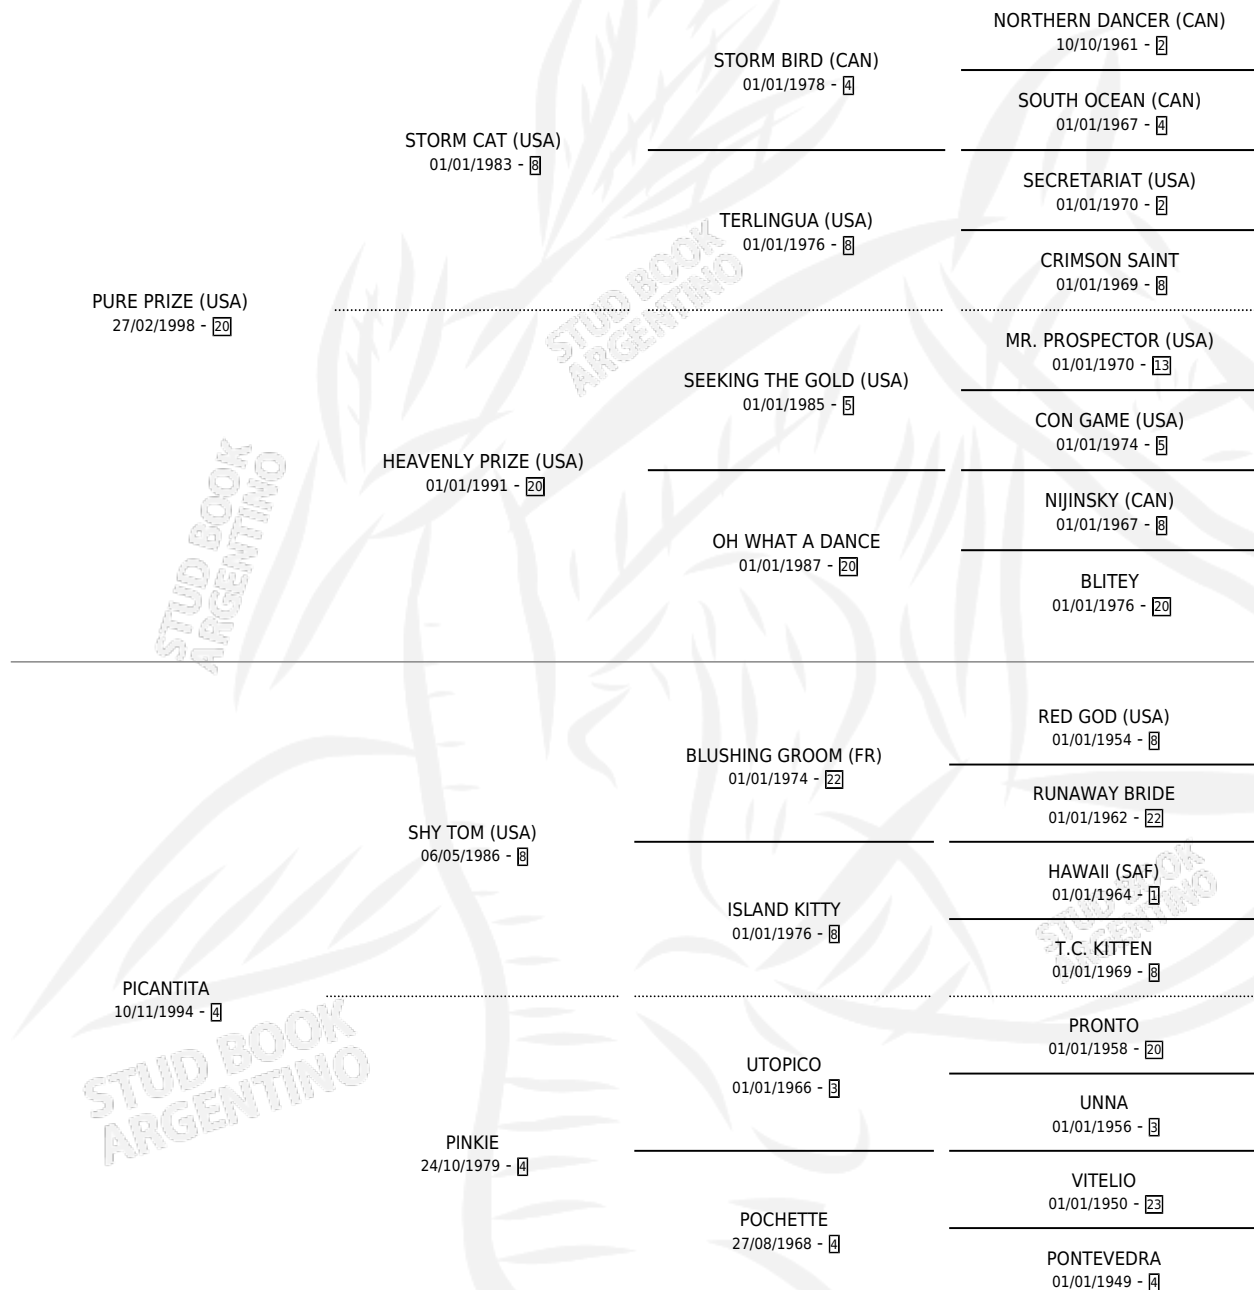 NORTHERN DANCER (CAN)
10/10/1961 - 2
STORM BIRD (CAN)
01/01/1978 - 4
SOUTH OCEAN (CAN)
01/01/1967 - 4
STORM CAT (USA)
01/01/1983 - 8
SECRETARIAT (USA)
01/01/1970 - 2
TERLINGUA (USA)
01/01/1976 - 8
CRIMSON SAINT
01/01/1969 - 8
PURE PRIZE (USA)
27/02/1998 - 20
STUD BOOK
ARGENTINO
MR. PROSPECTOR (USA)
01/01/1970 - 13
SEEKING THE GOLD (USA)
01/01/1985 - 5
CON GAME (USA)
01/01/1974 - 5
HEAVENLY PRIZE (USA)
01/01/1991 - 20
NIJINSKY (CAN)
01/01/1967 - 8
OH WHAT A DANCE
01/01/1987 - 20
BLITEY
01/01/1976 - 20
STUD BOOK
ARGENTINO
RED GOD (USA)
01/01/1954 - 8
BLUSHING GROOM (FR)
01/01/1974 - 22
RUNAWAY BRIDE
01/01/1962 - 22
SHY TOM (USA)
06/05/1986 - 8
HAWAII (SAF)
01/01/1964 - 1
ISLAND KITTY
01/01/1976 - 8
STUD BOOK
ARGENTINO
T.C. KITTEN
01/01/1969 - 8
PICANTITA
10/11/1994 - 4
STUD BOOK
ARGENTINO
PRONTO
01/01/1958 - 20
UTOPICO
01/01/1966 - 3
UNNA
01/01/1956 - 3
PINKIE
24/10/1979 - 4
VITELIO
01/01/1950 - 23
POCHETTE
27/08/1968 - 4
PONTEVEDRA
01/01/1949 - 4